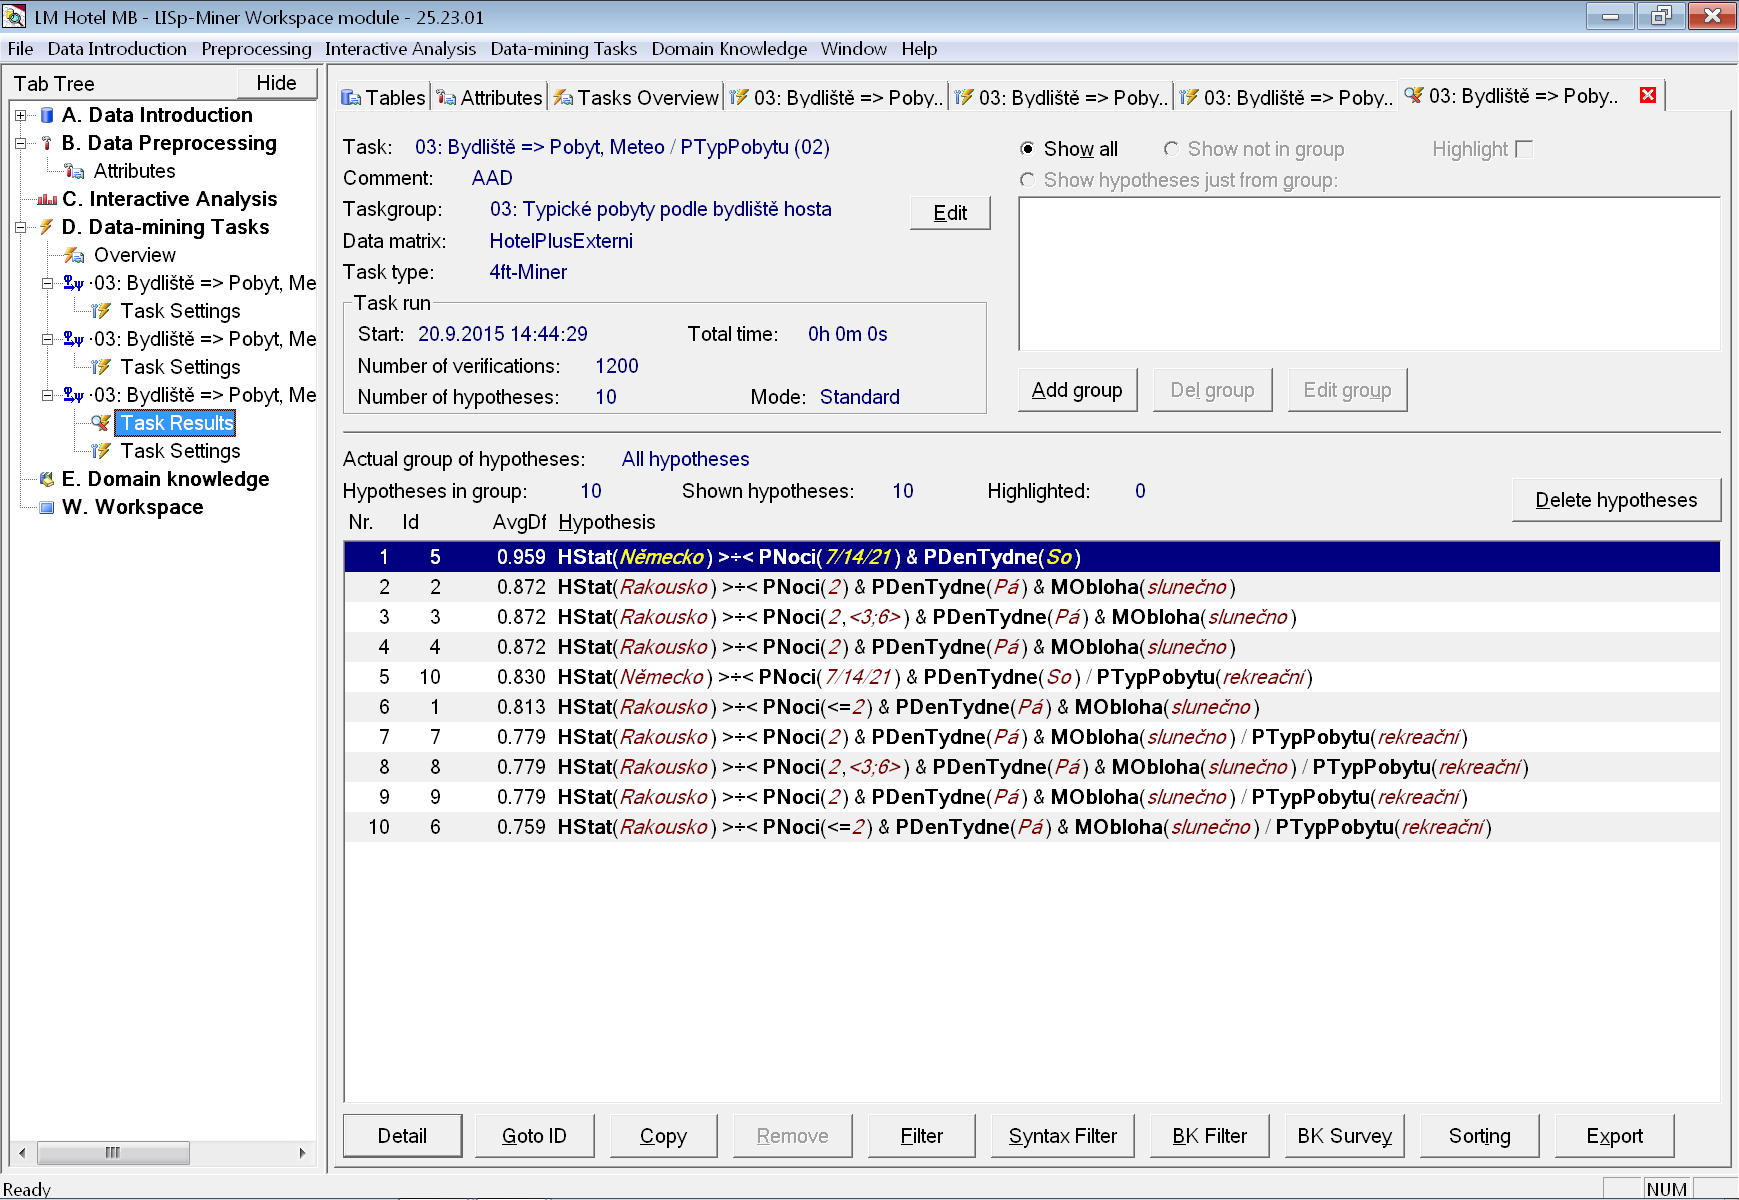 LM Hotel MB - LISp-Miner Workspace module - 25.23.01
File Data Introduction Preprocessing Interactive Analysis Data-mining Tasks Domain Knowledge Window Help
Tab Tree Hide
A. Data Introduction
B. Data Preprocessing
Attributes
C. Interactive Analysis
D. Data-mining Tasks
Overview
03: Bydliště => Pobyt, Me
Task Settings
03: Bydliště => Pobyt, Me
Task Settings
03: Bydliště => Pobyt, Me
Task Results
Task Settings
E. Domain knowledge
W. Workspace
Tables Attributes Tasks Overview 03: Bydliště => Poby.. 03: Bydliště => Poby.. 03: Bydliště => Poby.. 03: Bydliště => Poby..
Task: 03: Bydliště => Pobyt, Meteo / PTypPobytu (02)
Comment: AAD
Taskgroup: 03: Typické pobyty podle bydliště hosta
Edit
Data matrix: HotelPlusExterni
Task type: 4ft-Miner
Task run
Start: 20.9.2015 14:44:29 Total time: 0h 0m 0s
Number of verifications: 1200
Number of hypotheses: 10 Mode: Standard
Show all Show not in group Highlight
Show hypotheses just from group:
Add group Del group Edit group
Actual group of hypotheses: All hypotheses
Hypotheses in group: 10 Shown hypotheses: 10 Highlighted: 0
Delete hypotheses
Nr. Id AvgDf Hypothesis
1 5 0.959 HStat(Německo) >÷< PNoci(7/14/21) & PDenTydne(So)
2 2 0.872 HStat(Rakousko) >÷< PNoci(2) & PDenTydne(Pá) & MObloha(slunečno)
3 3 0.872 HStat(Rakousko) >÷< PNoci(2,<3;6>) & PDenTydne(Pá) & MObloha(slunečno)
4 4 0.872 HStat(Rakousko) >÷< PNoci(2) & PDenTydne(Pá) & MObloha(slunečno)
5 10 0.830 HStat(Německo) >÷< PNoci(7/14/21) & PDenTydne(So) / PTypPobytu(rekreační)
6 1 0.813 HStat(Rakousko) >÷< PNoci(<=2) & PDenTydne(Pá) & MObloha(slunečno)
7 7 0.779 HStat(Rakousko) >÷< PNoci(2) & PDenTydne(Pá) & MObloha(slunečno) / PTypPobytu(rekreační)
8 8 0.779 HStat(Rakousko) >÷< PNoci(2,<3;6>) & PDenTydne(Pá) & MObloha(slunečno) / PTypPobytu(rekreační)
9 9 0.779 HStat(Rakousko) >÷< PNoci(2) & PDenTydne(Pá) & MObloha(slunečno) / PTypPobytu(rekreační)
10 6 0.759 HStat(Rakousko) >÷< PNoci(<=2) & PDenTydne(Pá) & MObloha(slunečno) / PTypPobytu(rekreační)
Detail Goto ID Copy Remove Filter Syntax Filter BK Filter BK Survey Sorting Export
Ready NUM